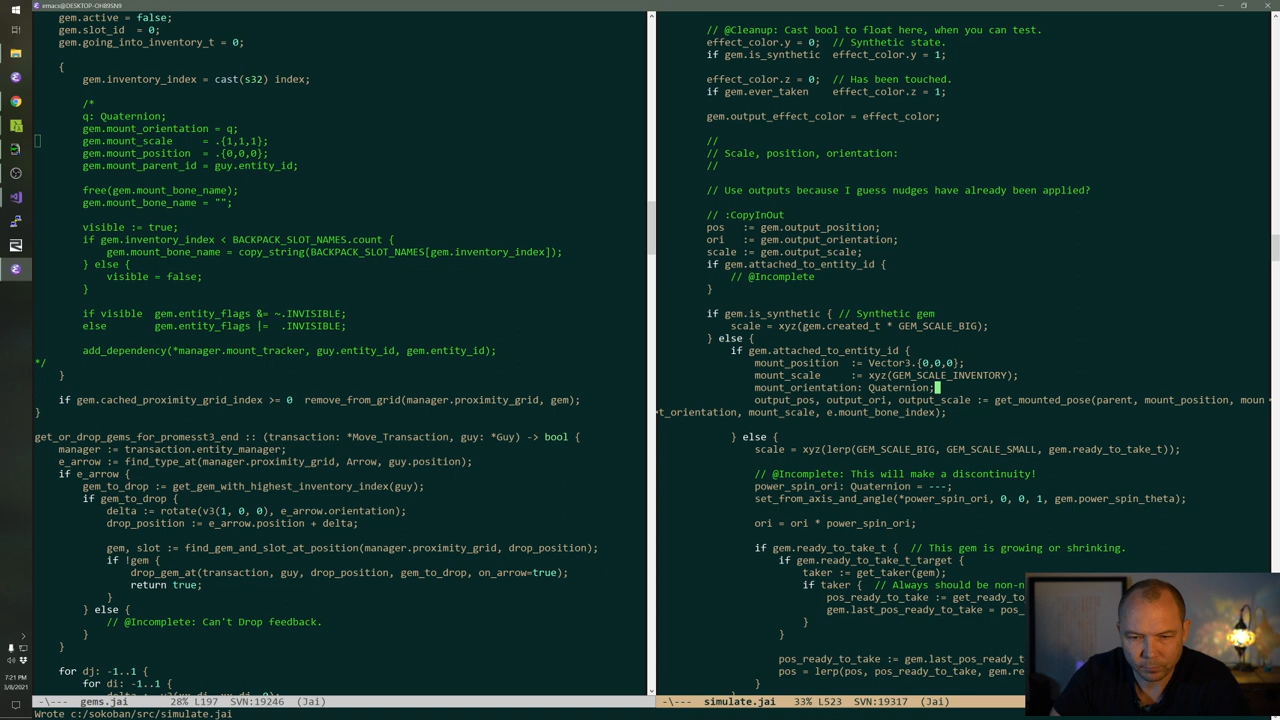 emacs@DESKTOP-OH89SN9
gem.active = false;
gem.slot_id  = 0;
gem.going_into_inventory_t = 0;
{
gem.inventory_index = cast(s32) index;
/*
q: Quaternion;
gem.mount_orientation = q;
gem.mount_scale    = .{1,1,1};
gem.mount_position = .{0,0,0};
gem.mount_parent_id = guy.entity_id;
free(gem.mount_bone_name);
gem.mount_bone_name = "";
visible := true;
if gem.inventory_index < BACKPACK_SLOT_NAMES.count {
gem.mount_bone_name = copy_string(BACKPACK_SLOT_NAMES[gem.inventory_index]);
} else {
visible = false;
}
if visible  gem.entity_flags &= ~.INVISIBLE;
else        gem.entity_flags |=  .INVISIBLE;
add_dependency(*manager.mount_tracker, guy.entity_id, gem.entity_id);
*/
}
if gem.cached_proximity_grid_index >= 0  remove_from_grid(manager.proximity_grid, gem);
}
get_or_drop_gems_for_promesst3_end :: (transaction: *Move_Transaction, guy: *Guy) -> bool {
manager := transaction.entity_manager;
e_arrow := find_type_at(manager.proximity_grid, Arrow, guy.position);
if e_arrow {
gem_to_drop := get_gem_with_highest_inventory_index(guy);
if gem_to_drop {
delta := rotate(v3(1, 0, 0), e_arrow.orientation);
drop_position := e_arrow.position + delta;
gem, slot := find_gem_and_slot_at_position(manager.proximity_grid, drop_position);
if !gem {
drop_gem_at(transaction, guy, drop_position, gem_to_drop, on_arrow=true);
return true;
}
} else {
// @Incomplete: Can't Drop feedback.
}
}
for dj: -1..1 {
for di: -1..1 {
-\---  gems.jai       28% L197   SVN:19246  (Jai)
Wrote c:/sokoban/src/simulate.jai
// @Cleanup: Cast bool to float here, when you can test.
effect_color.y = 0;  // Synthetic state.
if gem.is_synthetic  effect_color.y = 1;
effect_color.z = 0;  // Has been touched.
if gem.ever_taken    effect_color.z = 1;
gem.output_effect_color = effect_color;
//
// Scale, position, orientation:
//
// Use outputs because I guess nudges have already been applied?
// :CopyInOut
pos   := gem.output_position;
ori   := gem.output_orientation;
scale := gem.output_scale;
if gem.attached_to_entity_id {
// @Incomplete
}
if gem.is_synthetic { // Synthetic gem
scale = xyz(gem.created_t * GEM_SCALE_BIG);
} else {
if gem.attached_to_entity_id {
mount_position  := Vector3.{0,0,0};
mount_scale     := xyz(GEM_SCALE_INVENTORY);
mount_orientation: Quaternion;
output_pos, output_ori, output_scale := get_mounted_pose(parent, mount_position, moun
t_orientation, mount_scale, e.mount_bone_index);
} else {
scale = xyz(lerp(GEM_SCALE_BIG, GEM_SCALE_SMALL, gem.ready_to_take_t));
// @Incomplete: This will make a discontinuity!
power_spin_ori: Quaternion = ---;
set_from_axis_and_angle(*power_spin_ori, 0, 0, 1, gem.power_spin_theta);
ori = ori * power_spin_ori;
if gem.ready_to_take_t {  // This gem is growing or shrinking.
if gem.ready_to_take_t_target {
taker := get_taker(gem);
if taker {  // Always should be non-n
pos_ready_to_take := get_ready_to
gem.last_pos_ready_to_take = pos_
}
}
pos_ready_to_take := gem.last_pos_ready_to_take
pos = lerp(pos, pos_ready_to_take, gem.re
}
-\---  simulate.jai   33% L523   SVN:19317  (Jai)
7:21 PM
3/8/2021